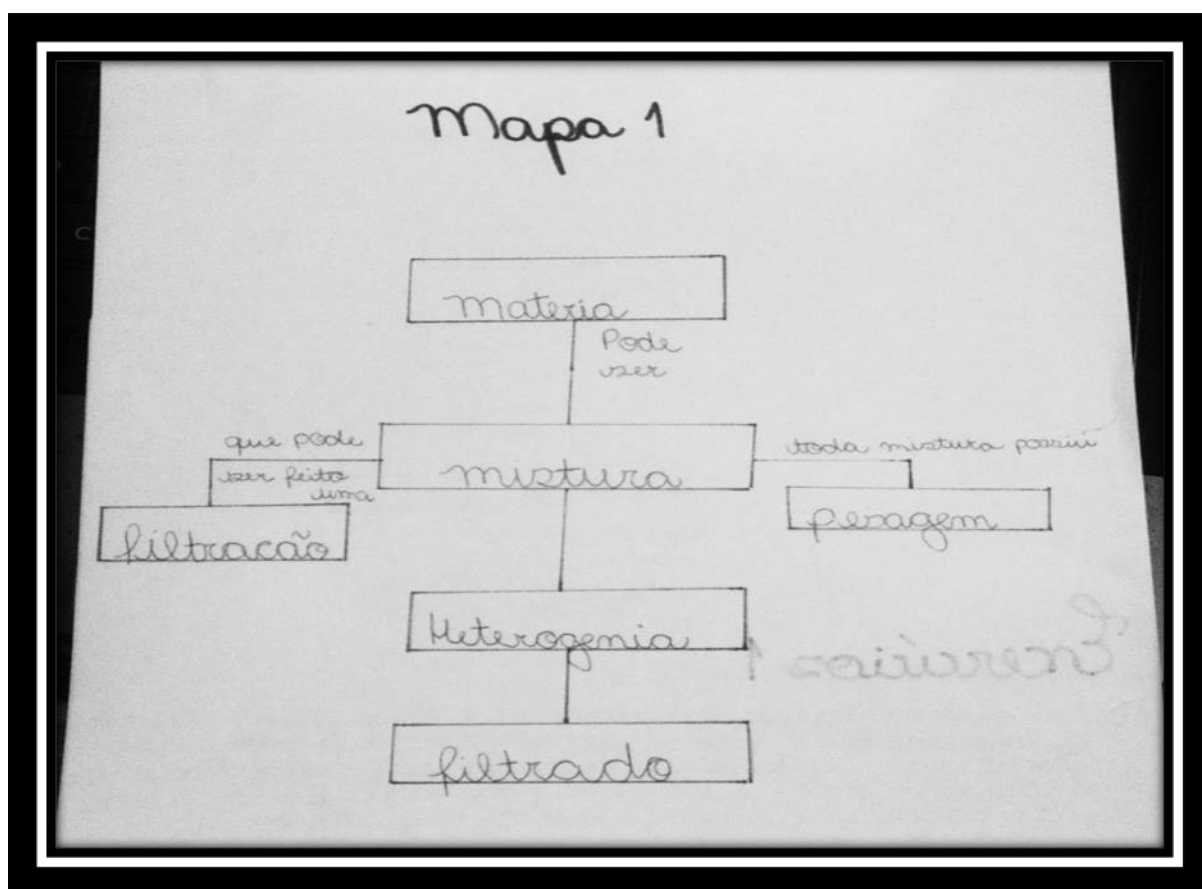 Mapa 1
Materia
Pode
ser
que pode
ser feito
uma
mistura
toda mistura possui
filtracão
pesagem
Heterogenia
filtrado